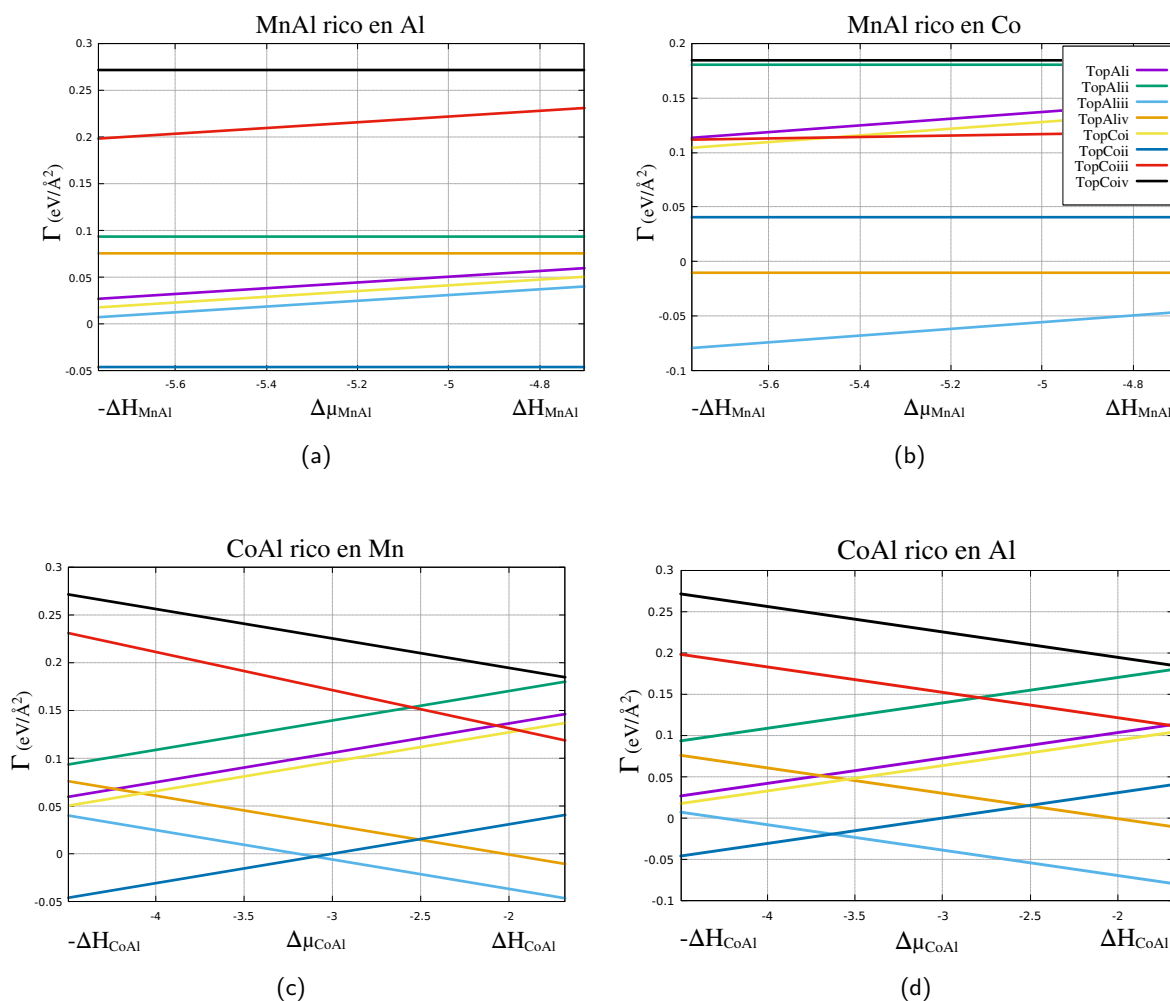 MnAl rico en Al
0.3
0.25
0.2
0.15
0.1
0.05
0
-0.05
Γ (eV/Å²)
-5.6 -5.4 -5.2 -5 -4.8
-ΔH_MnAl Δμ_MnAl ΔH_MnAl
(a)
MnAl rico en Co
0.2
0.15
0.1
0.05
0
-0.05
-0.1
Γ (eV/Å²)
TopAli
TopAlii
TopAliii
TopAliv
TopCoi
TopCoii
TopCoiii
TopCoiv
-5.6 -5.4 -5.2 -5 -4.8
-ΔH_MnAl Δμ_MnAl ΔH_MnAl
(b)
CoAl rico en Mn
0.3
0.25
0.2
0.15
0.1
0.05
0
-0.05
Γ (eV/Å²)
-4 -3.5 -3 -2.5 -2
-ΔH_CoAl Δμ_CoAl ΔH_CoAl
(c)
CoAl rico en Al
0.3
0.25
0.2
0.15
0.1
0.05
0
-0.05
-0.1
Γ (eV/Å²)
-4 -3.5 -3 -2.5 -2
-ΔH_CoAl Δμ_CoAl ΔH_CoAl
(d)